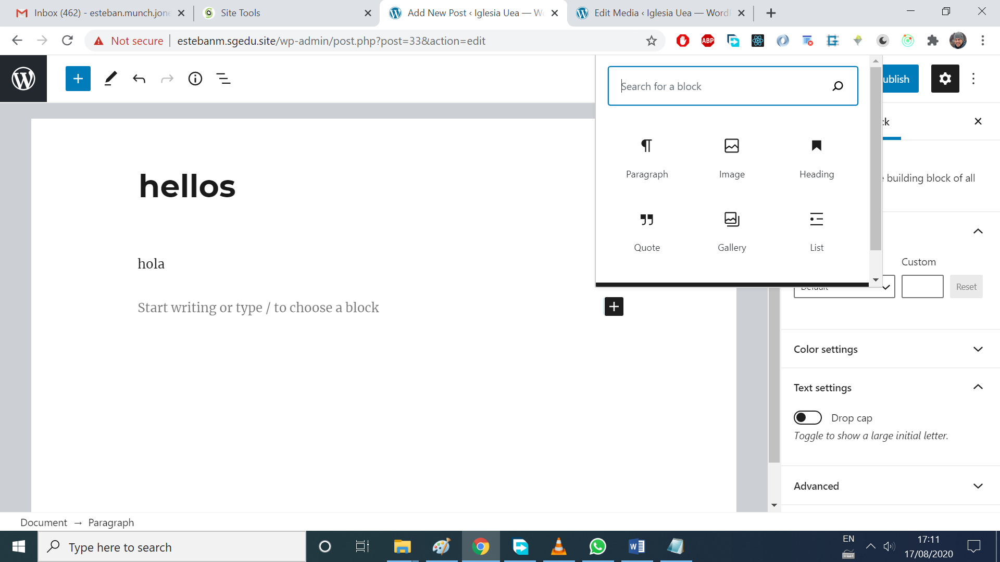 Inbox (462) - esteban.munch.jone
Site Tools
Add New Post ‹ Iglesia Uea — Wo
Edit Media ‹ Iglesia Uea — Word
Not secure
estebanm.sgedu.site/wp-admin/post.php?post=33&action=edit
ABP
Search for a block
ublish
ck
Paragraph
Image
Heading
building block of all
Quote
Gallery
List
hellos
hola
Start writing or type / to choose a block
Custom
Default
Reset
Color settings
Text settings
Drop cap
Toggle to show a large initial letter.
Advanced
Document → Paragraph
Type here to search
EN
17:11
17/08/2020